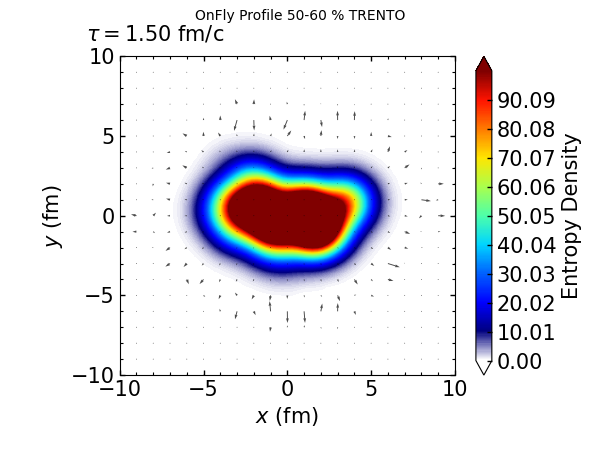 OnFly Profile 50-60 % TRENTO
τ = 1.50 fm/c
10
5
0
−5
−10
y (fm)
−10 −5 0 5 10
x (fm)
90.09
80.08
70.07
60.06
50.05
40.04
30.03
20.02
10.01
0.00
Entropy Density